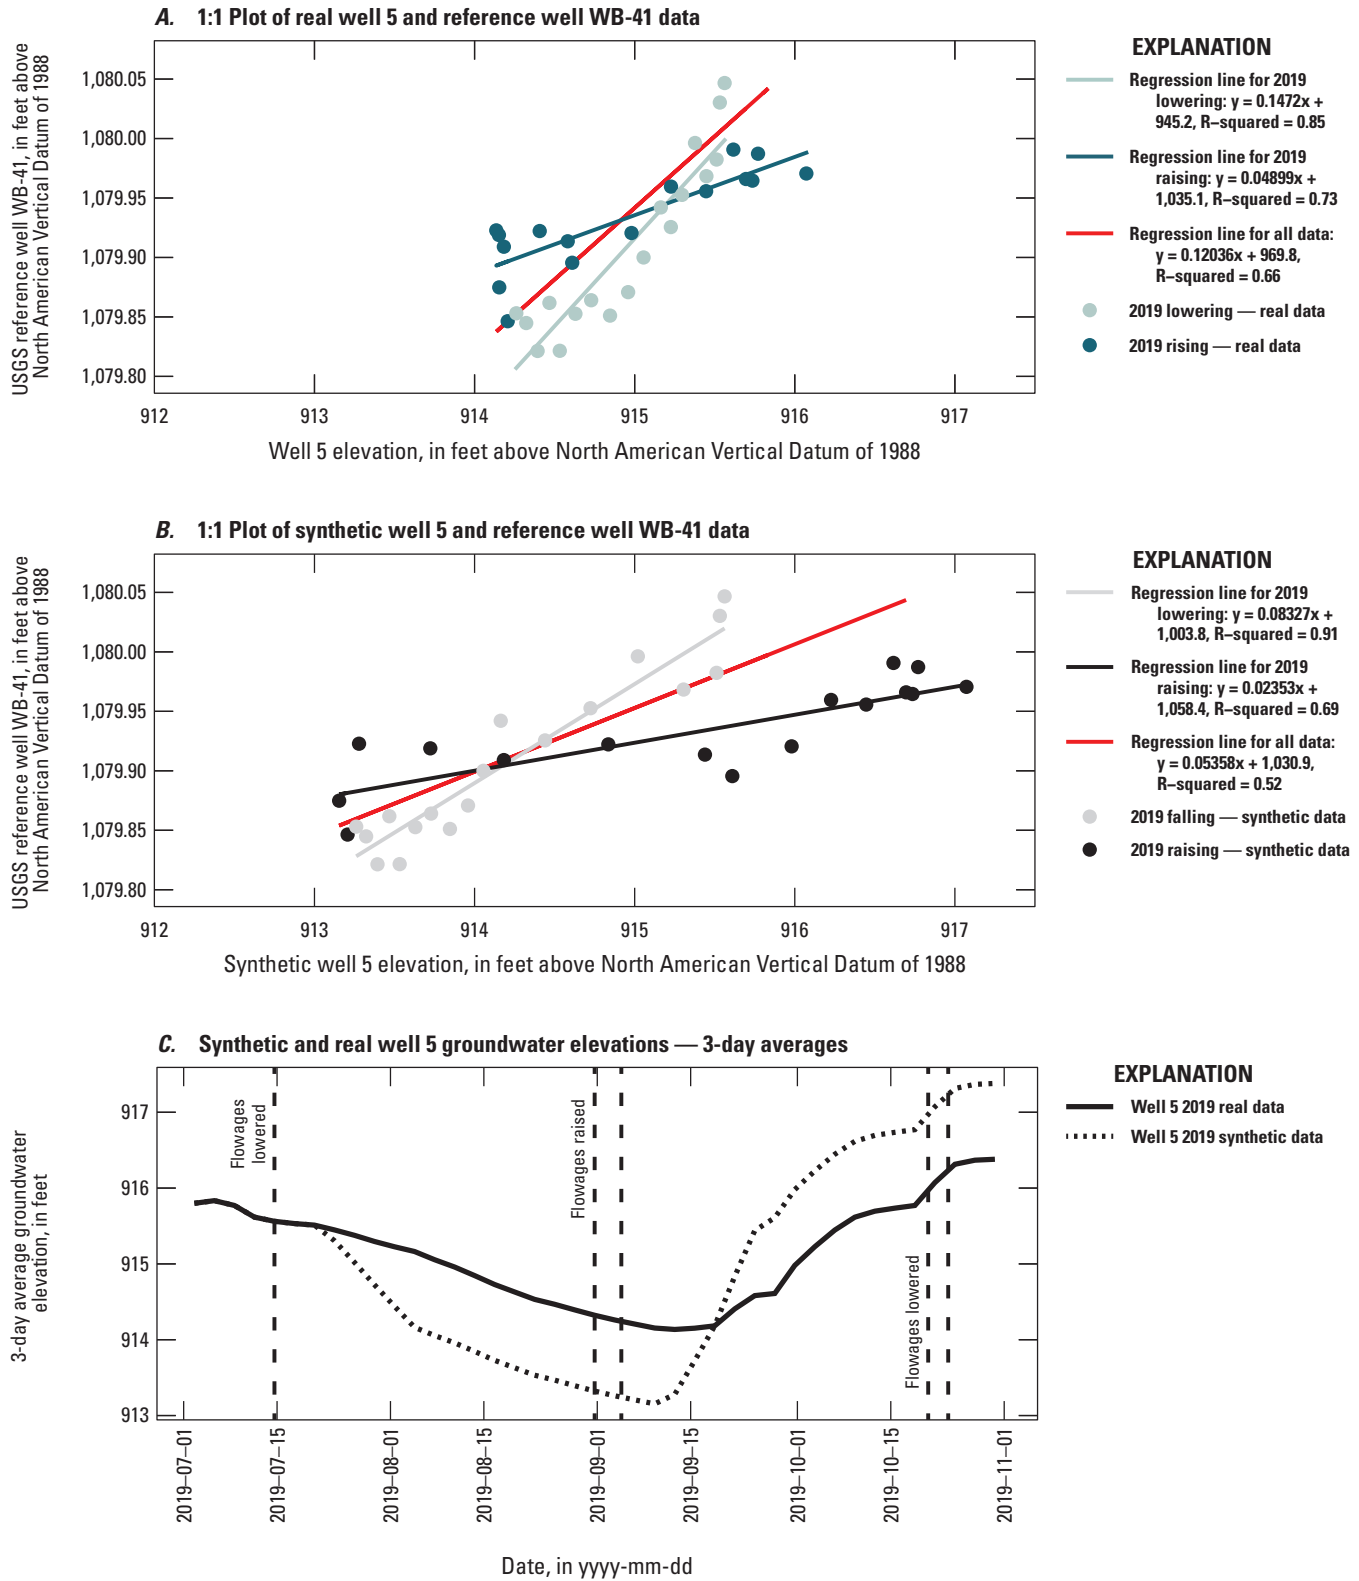 A. 1:1 Plot of real well 5 and reference well WB-41 data
USGS reference well WB-41, in feet above
North American Vertical Datum of 1988
1,080.05
1,080.00
1,079.95
1,079.90
1,079.85
1,079.80
912 913 914 915 916 917
Well 5 elevation, in feet above North American Vertical Datum of 1988
EXPLANATION
Regression line for 2019
lowering: y = 0.1472x +
945.2, R–squared = 0.85
Regression line for 2019
raising: y = 0.04899x +
1,035.1, R–squared = 0.73
Regression line for all data:
y = 0.12036x + 969.8,
R–squared = 0.66
2019 lowering — real data
2019 rising — real data
B. 1:1 Plot of synthetic well 5 and reference well WB-41 data
USGS reference well WB-41, in feet above
North American Vertical Datum of 1988
1,080.05
1,080.00
1,079.95
1,079.90
1,079.85
1,079.80
912 913 914 915 916 917
Synthetic well 5 elevation, in feet above North American Vertical Datum of 1988
EXPLANATION
Regression line for 2019
lowering: y = 0.08327x +
1,003.8, R–squared = 0.91
Regression line for 2019
raising: y = 0.02353x +
1,058.4, R–squared = 0.69
Regression line for all data:
y = 0.05358x + 1,030.9,
R–squared = 0.52
2019 falling — synthetic data
2019 raising — synthetic data
C. Synthetic and real well 5 groundwater elevations — 3-day averages
3-day average groundwater
elevation, in feet
917
916
915
914
913
Flowages
lowered
Flowages raised
Flowages lowered
2019–07–01
2019–07–15
2019–08–01
2019–08–15
2019–09–01
2019–09–15
2019–10–01
2019–10–15
2019–11–01
Date, in yyyy-mm-dd
EXPLANATION
Well 5 2019 real data
Well 5 2019 synthetic data